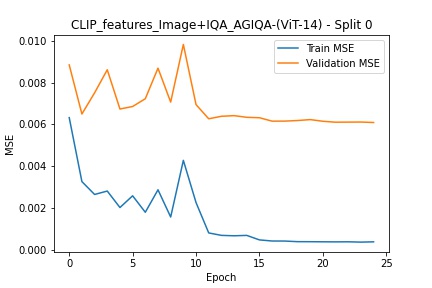 CLIP_features_Image+IQA_AGIQA-(ViT-14) - Split 0
Train MSE
Validation MSE
MSE
0.010
0.008
0.006
0.004
0.002
0.000
0 5 10 15 20 25
Epoch